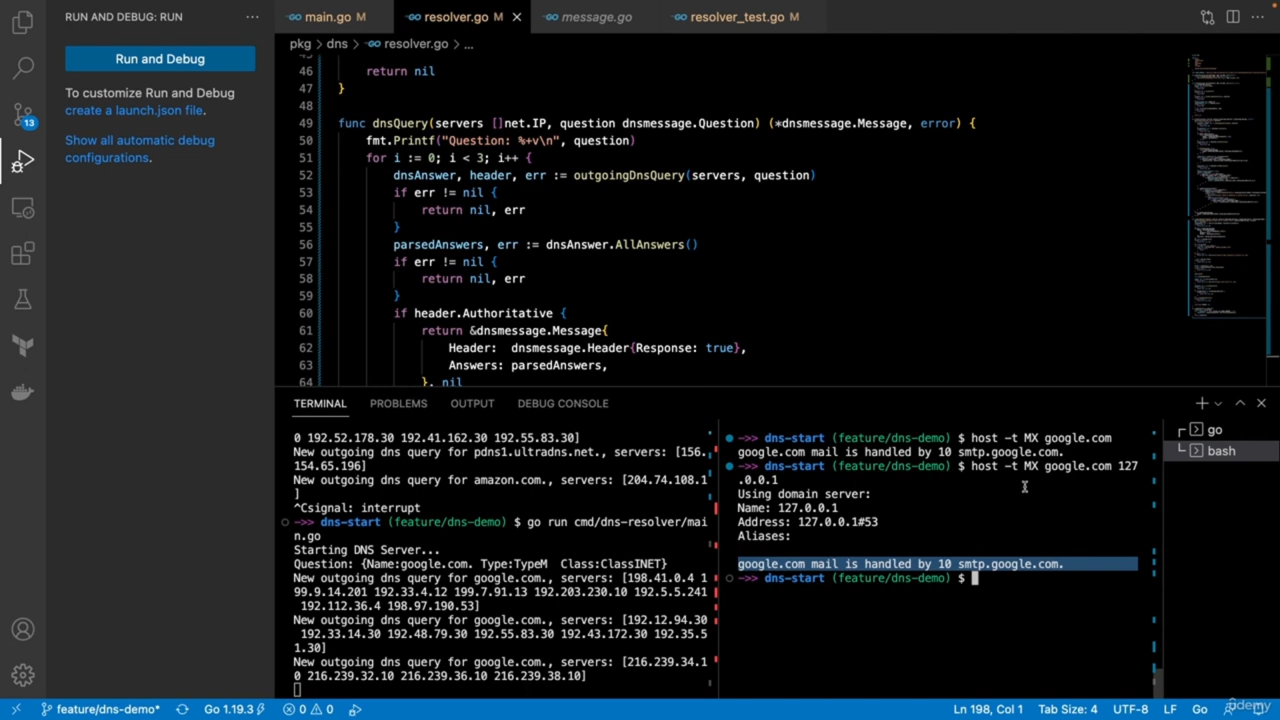 RUN AND DEBUG: RUN ···
Run and Debug
To customize Run and Debug
create a launch.json file.
Show all automatic debug
configurations.
13
main.go M
resolver.go M
message.go
resolver_test.go M
pkg > dns > resolver.go > ...
45
46 return nil
47 }
48
49 func dnsQuery(servers []net.IP, question dnsmessage.Question) (*dnsmessage.Message, error) {
50 fmt.Printf("Question: %+v\n", question)
51 for i := 0; i < 3; i++ {
52 dnsAnswer, header, err := outgoingDnsQuery(servers, question)
53 if err != nil {
54 return nil, err
55 }
56 parsedAnswers, err := dnsAnswer.AllAnswers()
57 if err != nil {
58 return nil, err
59 }
60 if header.Authoritative {
61 return &dnsmessage.Message{
62 Header: dnsmessage.Header{Response: true},
63 Answers: parsedAnswers,
64 }, nil
TERMINAL PROBLEMS OUTPUT DEBUG CONSOLE
0 192.52.178.30 192.41.162.30 192.55.83.30]
New outgoing dns query for pdns1.ultradns.net., servers: [156.
154.65.196]
New outgoing dns query for amazon.com., servers: [204.74.108.1
]
^Csignal: interrupt
->> dns-start (feature/dns-demo) $ go run cmd/dns-resolver/mai
n.go
Starting DNS Server...
Question: {Name:google.com. Type:TypeMX Class:ClassINET}
New outgoing dns query for google.com., servers: [198.41.0.4 1
99.9.14.201 192.33.4.12 199.7.91.13 192.203.230.10 192.5.5.241
192.112.36.4 198.97.190.53]
New outgoing dns query for google.com., servers: [192.12.94.30
192.33.14.30 192.48.79.30 192.55.83.30 192.43.172.30 192.35.5
1.30]
New outgoing dns query for google.com., servers: [216.239.34.1
0 216.239.32.10 216.239.36.10 216.239.38.10]
->> dns-start (feature/dns-demo) $ host -t MX google.com
google.com mail is handled by 10 smtp.google.com.
->> dns-start (feature/dns-demo) $ host -t MX google.com 127
.0.0.1
Using domain server:
Name: 127.0.0.1
Address: 127.0.0.1#53
Aliases:
google.com mail is handled by 10 smtp.google.com.
->> dns-start (feature/dns-demo) $
go
bash
feature/dns-demo* Go 1.19.3 0 0 Ln 198, Col 1 Tab Size: 4 UTF-8 LF Go
udemy